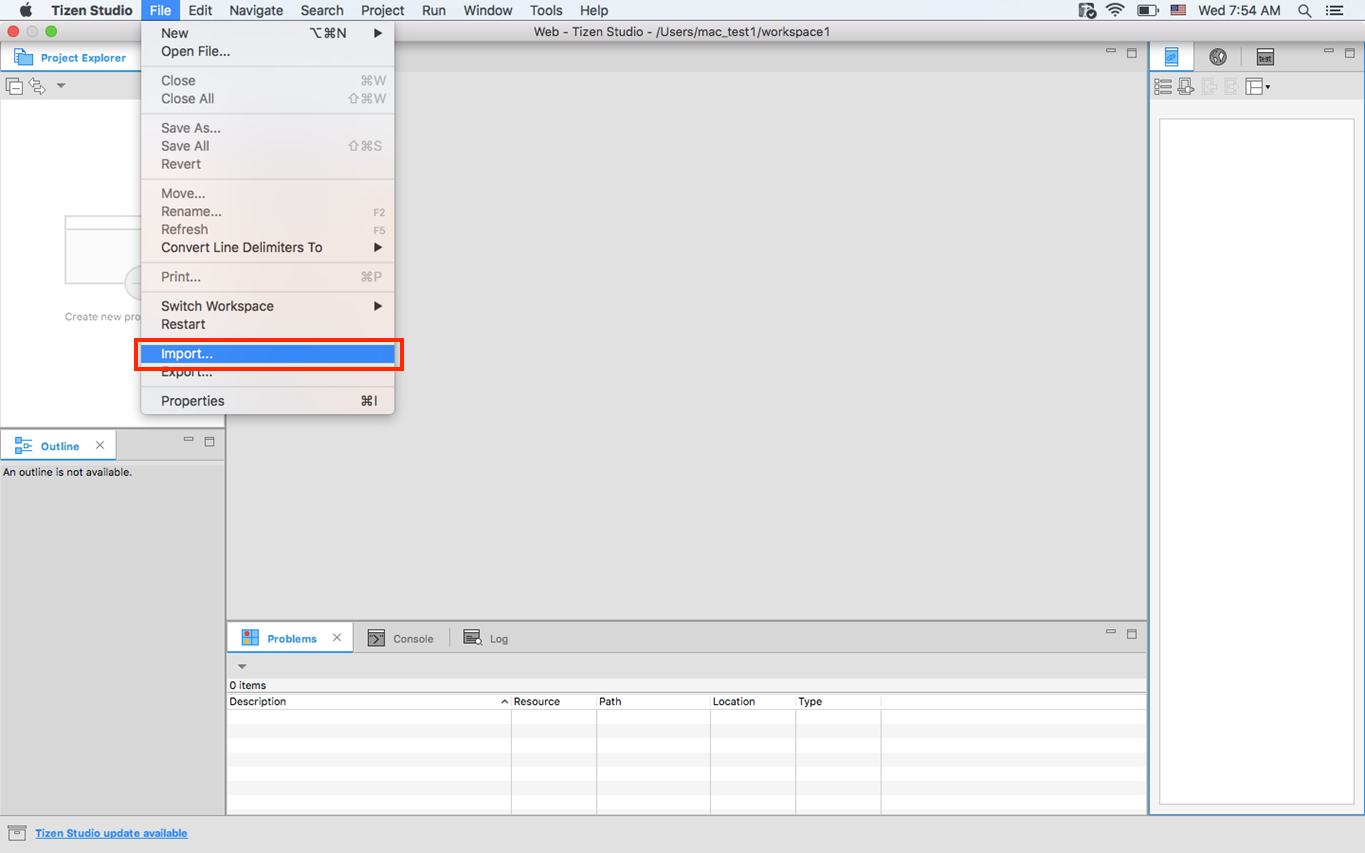 Tizen Studio File Edit Navigate Search Project Run Window Tools Help Wed 7:54 AM
Web - Tizen Studio - /Users/mac_test1/workspace1
Project Explorer
New ⌥⌘N ▶
Open File...
Close ⌘W
Close All ⇧⌘W
Save As...
Save All ⇧⌘S
Revert
Move...
Rename... F2
Refresh F5
Convert Line Delimiters To ▶
Print... ⌘P
Switch Workspace ▶
Restart
Import...
Export...
Properties ⌘I
Create new pro
test
Outline
An outline is not available.
Problems Console Log
0 items
Description Resource Path Location Type
Tizen Studio update available